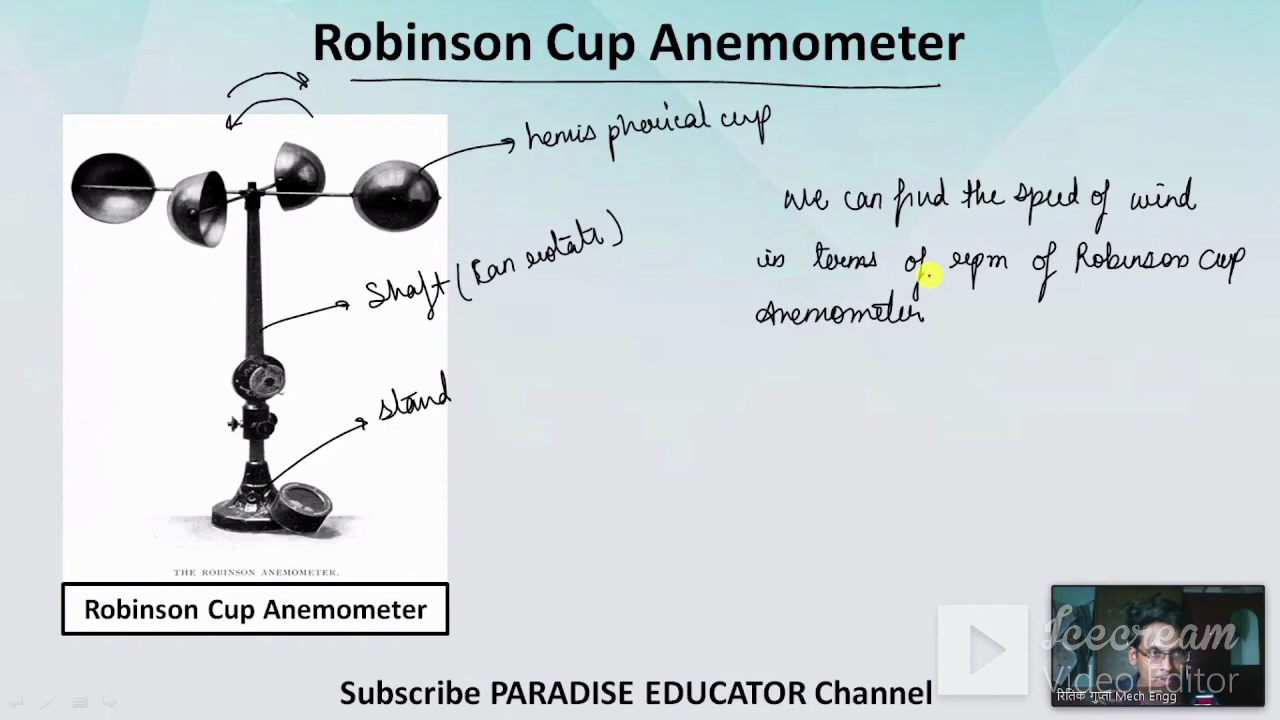 Robinson Cup Anemometer
hemispherical cup
We can find the speed of wind
in terms of rpm of Robinson Cup
Anemometer
Shaft (Can rotate)
stand
THE ROBINSON ANEMOMETER.
Robinson Cup Anemometer
Subscribe PARADISE EDUCATOR Channel
Icecream
Video Editor
रितिक गुप्ता Mech Engg